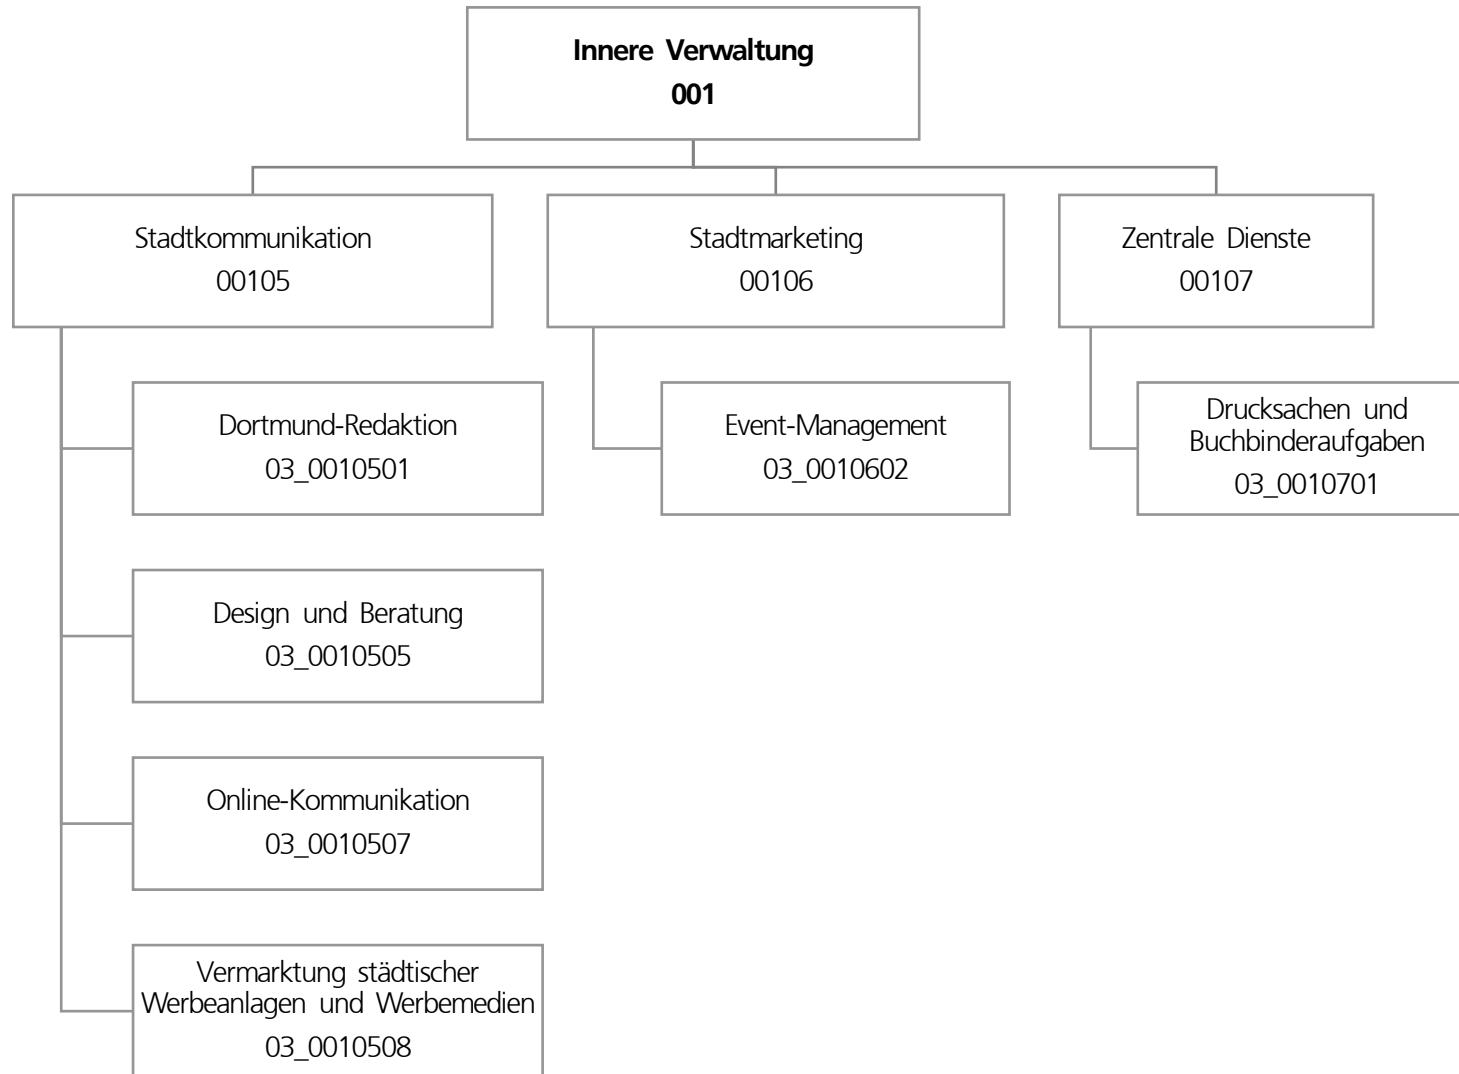 Innere Verwaltung
001
Stadtkommunikation
00105
Stadtmarketing
00106
Zentrale Dienste
00107
Dortmund-Redaktion
03_0010501
Event-Management
03_0010602
Drucksachen und
Buchbinderaufgaben
03_0010701
Design und Beratung
03_0010505
Online-Kommunikation
03_0010507
Vermarktung städtischer
Werbeanlagen und Werbemedien
03_0010508